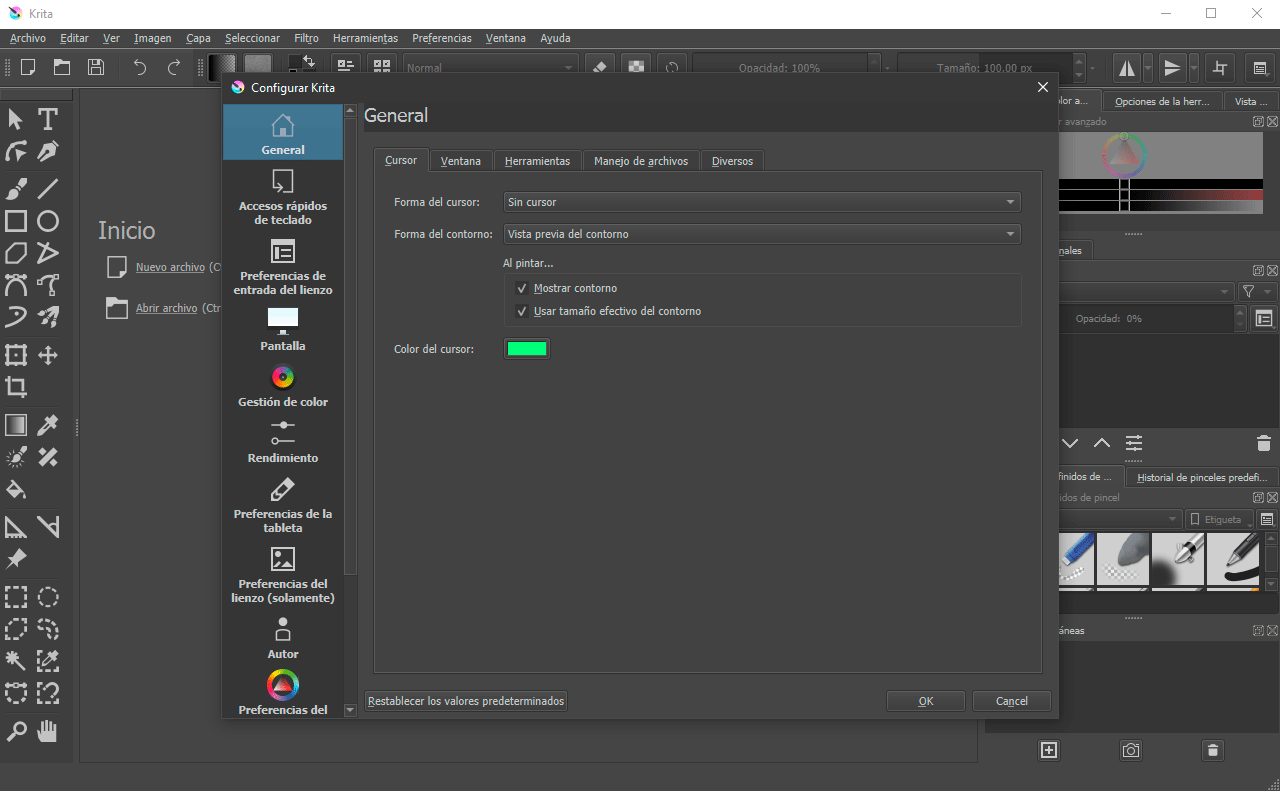 Krita
Archivo Editar Ver Imagen Capa Seleccionar Filtro Herramientas Preferencias Ventana Ayuda
Normal Opacidad: 100% Tamaño: 100.00 px
Configurar Krita
General
General
Accesos rápidos
de teclado
Preferencias de
entrada del lienzo
Pantalla
Gestión de color
Rendimiento
Preferencias de la
tableta
Preferencias del
lienzo (solamente)
Autor
Preferencias del
Cursor Ventana Herramientas Manejo de archivos Diversos
Forma del cursor: Sin cursor
Forma del contorno: Vista previa del contorno
Al pintar...
Mostrar contorno
Usar tamaño efectivo del contorno
Color del cursor:
Restablecer los valores predeterminados OK Cancel
Inicio
Nuevo archivo (C
Abrir archivo (Ctr
lor a... Opciones de la herr... Vista ...
r avanzado
nales
Opacidad: 0%
finidos de ... Historial de pinceles predefi...
idos de pincel
Etiqueta
áneas